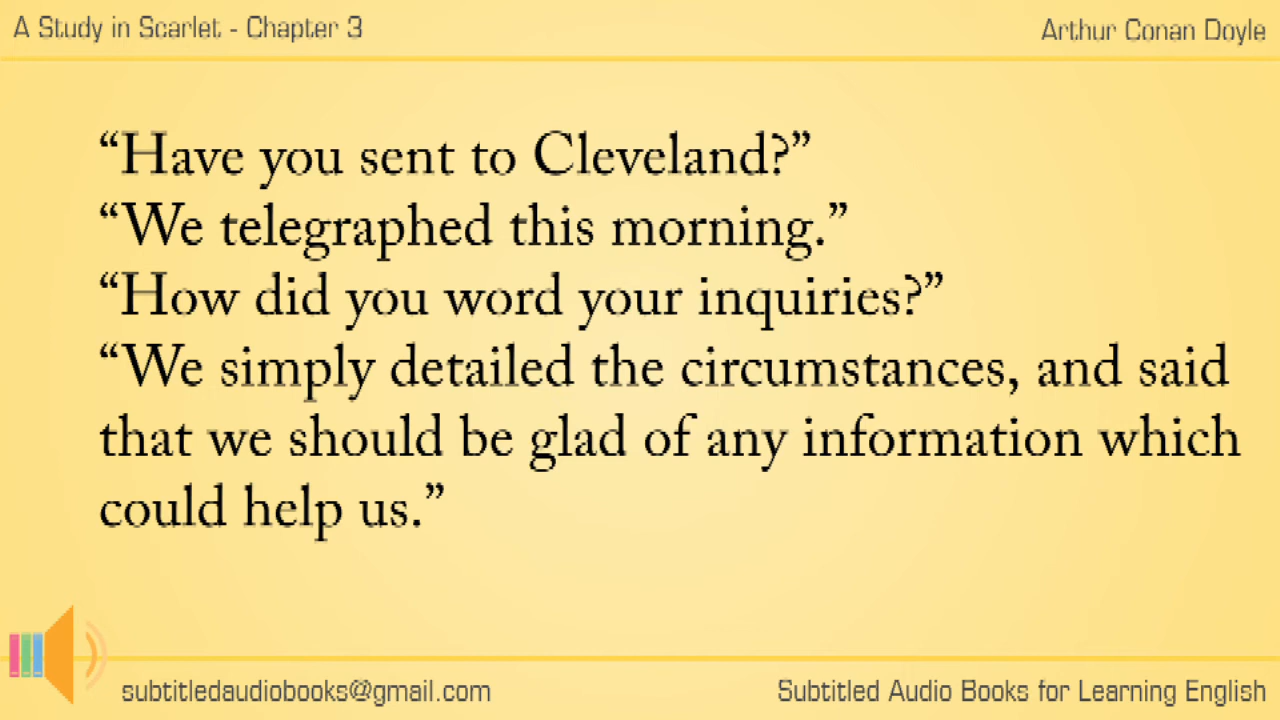 A Study in Scarlet - Chapter 3
Arthur Conan Doyle
“Have you sent to Cleveland?”
“We telegraphed this morning.”
“How did you word your inquiries?”
“We simply detailed the circumstances, and said
that we should be glad of any information which
could help us.”
subtitledaudiobooks@gmail.com
Subtitled Audio Books for Learning English